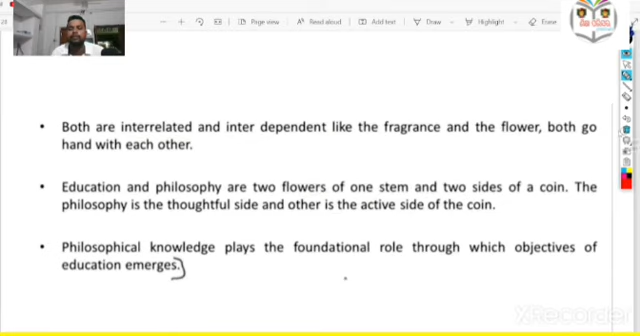 Page view
Read aloud
Add text
Draw
Highlight
Erase
• Both are interrelated and inter dependent like the fragrance and the flower, both go
hand with each other.
• Education and philosophy are two flowers of one stem and two sides of a coin. The
philosophy is the thoughtful side and other is the active side of the coin.
• Philosophical knowledge plays the foundational role through which objectives of
education emerges.
XRecorder